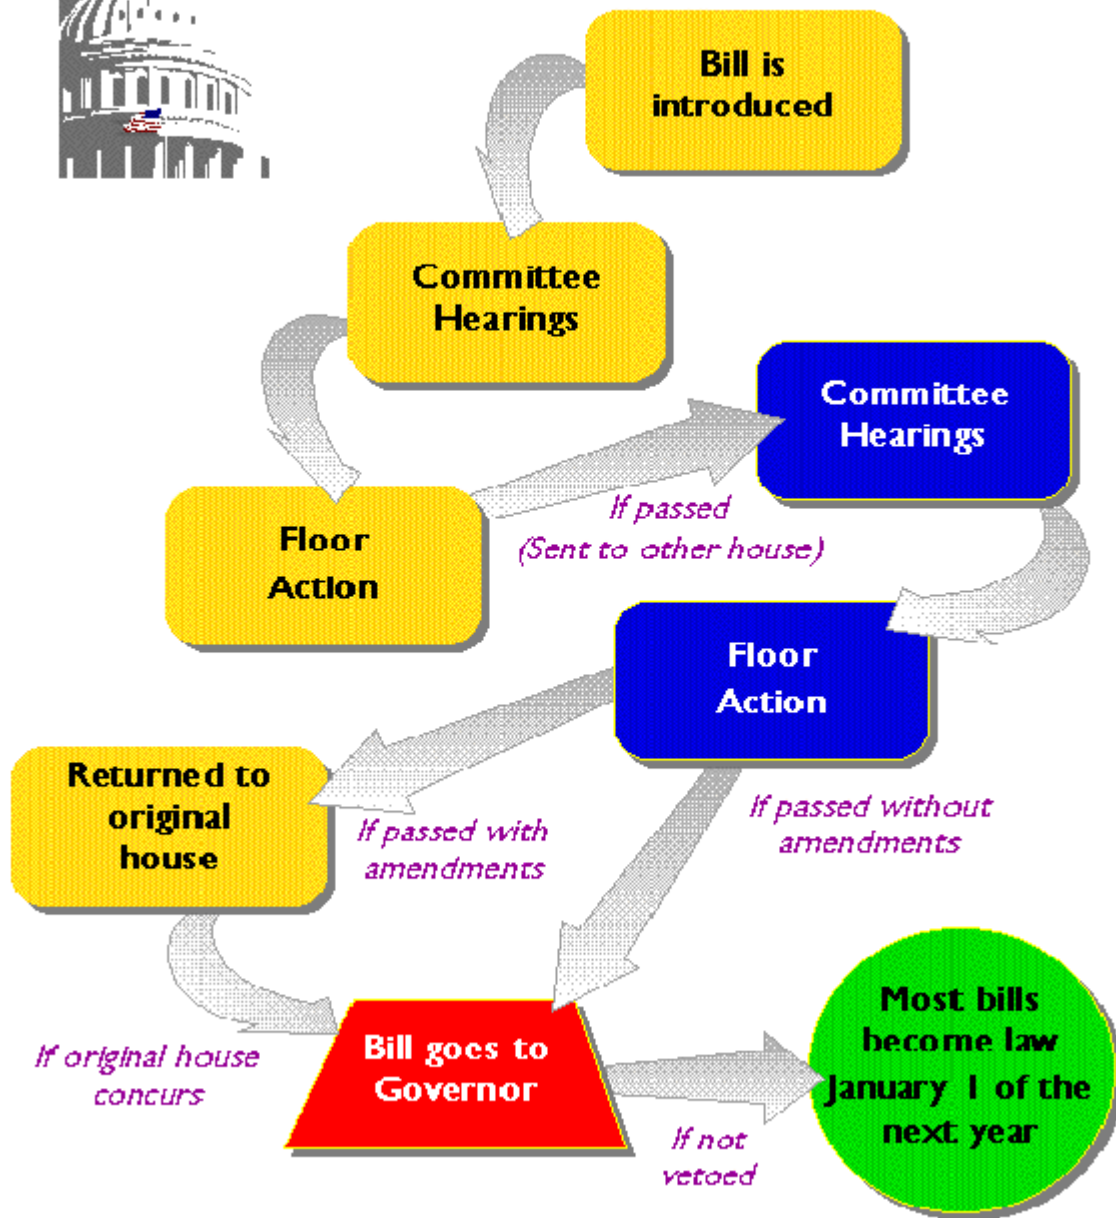 Bill is
introduced
Committee
Hearings
Committee
Hearings
If passed
(Sent to other house)
Floor
Action
Floor
Action
Returned to
original
house
If passed with
amendments
If passed without
amendments
If original house
concurs
Bill goes to
Governor
If not
vetoed
Most bills
become law
January 1 of the
next year